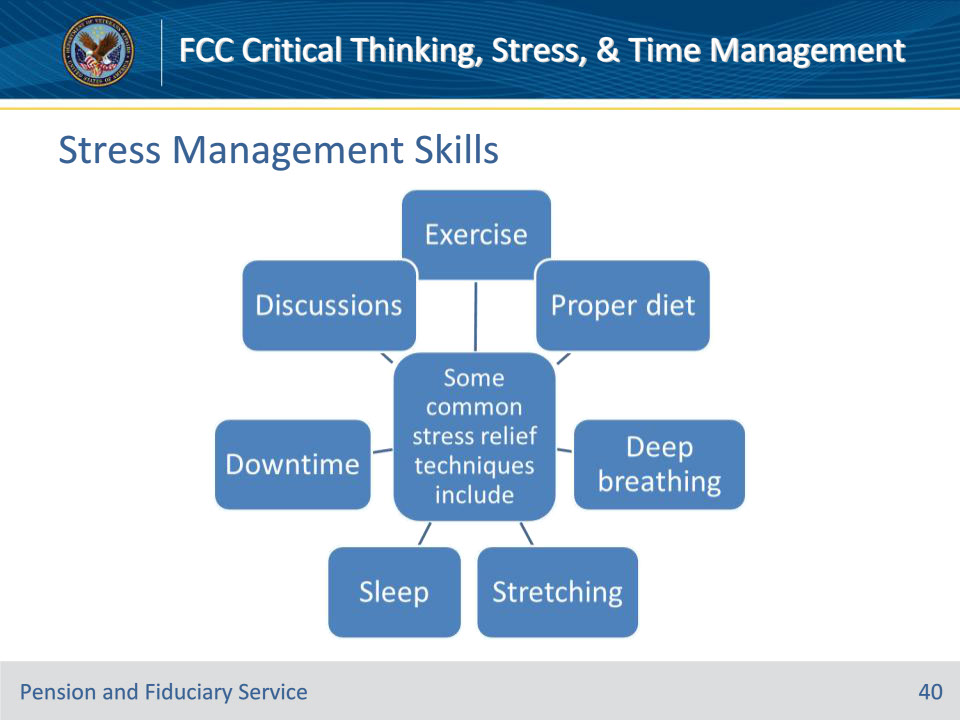 FCC Critical Thinking, Stress, & Time Management
Stress Management Skills
Exercise
Discussions
Proper diet
Some
common
stress relief
techniques
include
Downtime
Deep
breathing
Sleep
Stretching
Pension and Fiduciary Service
40